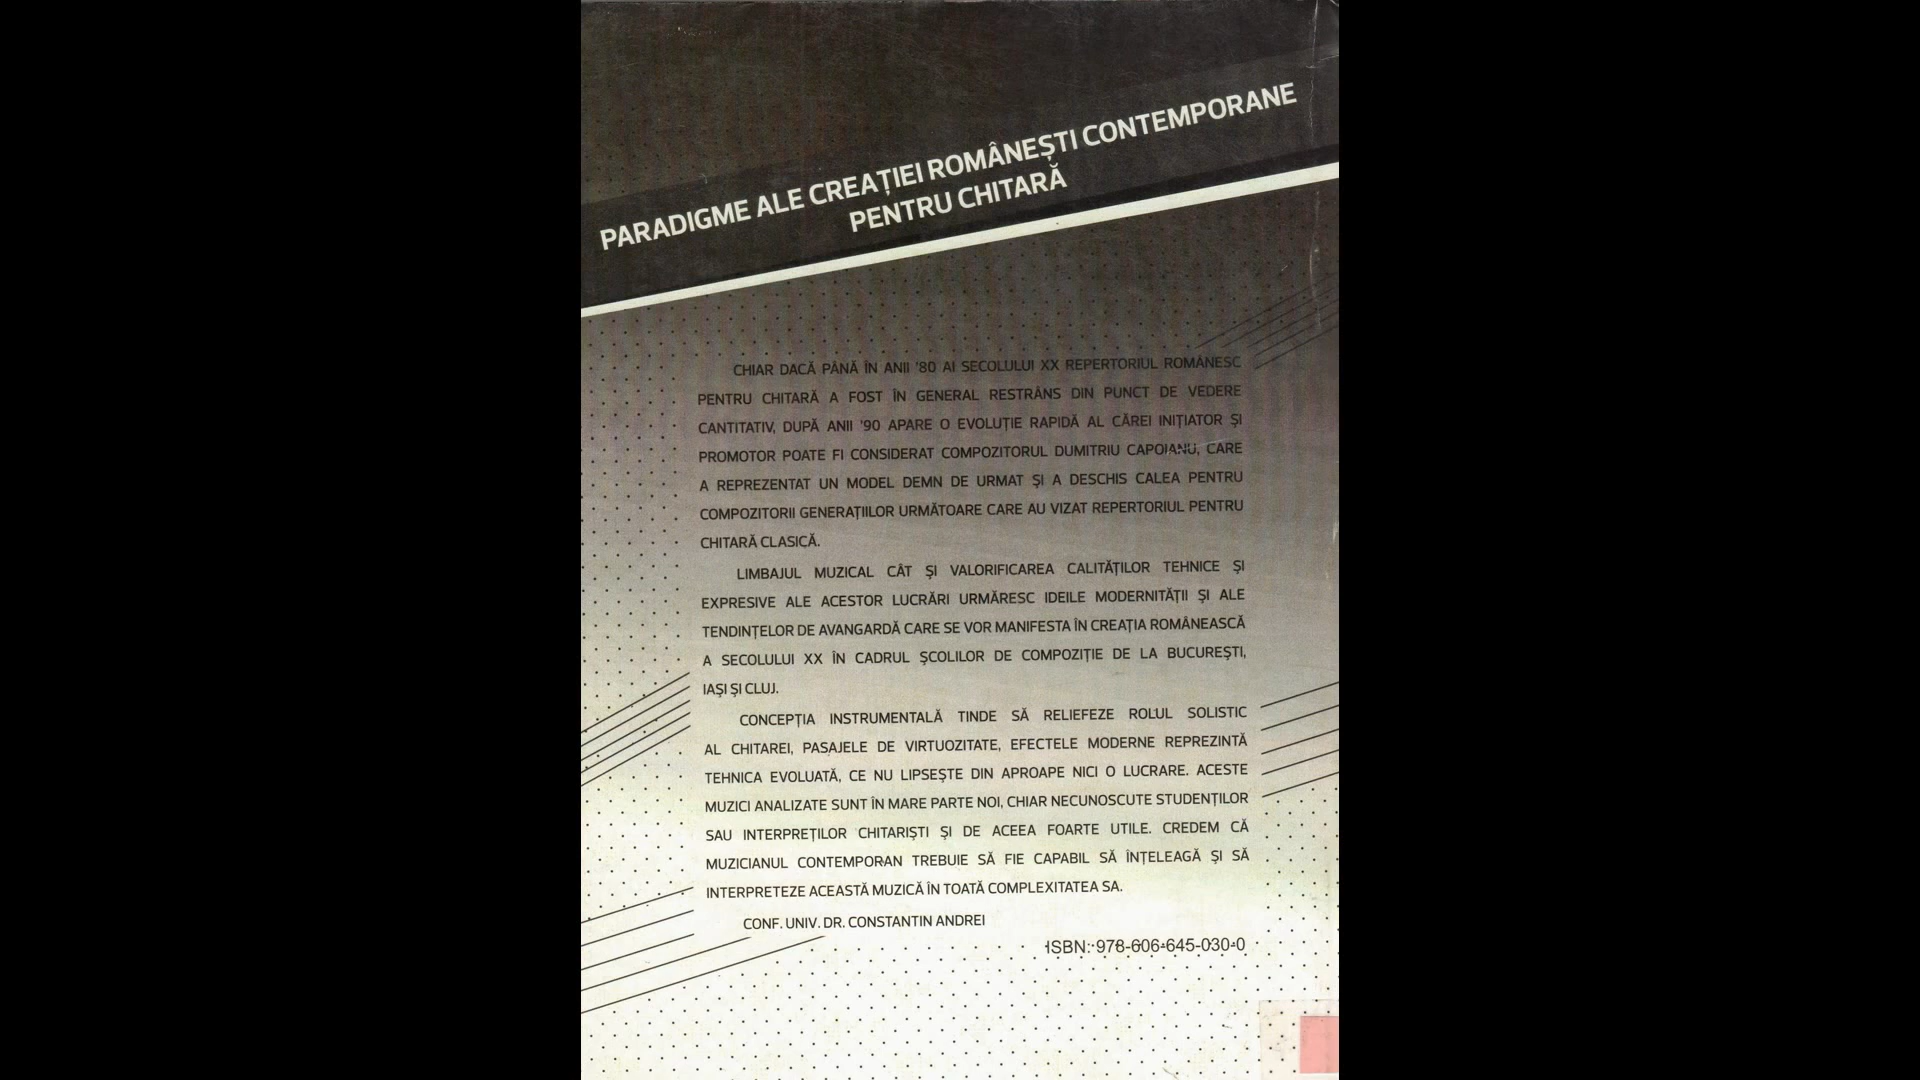 PARADIGME ALE CREAȚIEI ROMÂNEȘTI CONTEMPORANE
PENTRU CHITARĂ
CHIAR DACĂ PÂNĂ ÎN ANII '80 AI SECOLULUI XX REPERTORIUL ROMÂNESC
PENTRU CHITARĂ A FOST ÎN GENERAL RESTRÂNS DIN PUNCT DE VEDERE
CANTITATIV, DUPĂ ANII '90 APARE O EVOLUȚIE RAPIDĂ AL CĂREI INIȚIATOR ȘI
PROMOTOR POATE FI CONSIDERAT COMPOZITORUL DUMITRIU CAPOIANU, CARE
A REPREZENTAT UN MODEL DEMN DE URMAT ȘI A DESCHIS CALEA PENTRU
COMPOZITORII GENERAȚIILOR URMĂTOARE CARE AU VIZAT REPERTORIUL PENTRU
CHITARĂ CLASICĂ.
LIMBAJUL MUZICAL CÂT ȘI VALORIFICAREA CALITĂȚILOR TEHNICE ȘI
EXPRESIVE ALE ACESTOR LUCRĂRI URMĂRESC IDEILE MODERNITĂȚII ȘI ALE
TENDINȚELOR DE AVANGARDĂ CARE SE VOR MANIFESTA ÎN CREAȚIA ROMÂNEASCĂ
A SECOLULUI XX ÎN CADRUL ȘCOLILOR DE COMPOZIȚIE DE LA BUCUREȘTI,
IAȘI ȘI CLUJ.
CONCEPȚIA INSTRUMENTALĂ TINDE SĂ RELIEFEZE ROLUL SOLISTIC
AL CHITAREI, PASAJELE DE VIRTUOZITATE, EFECTELE MODERNE REPREZINTĂ
TEHNICA EVOLUATĂ, CE NU LIPSEȘTE DIN APROAPE NICI O LUCRARE. ACESTE
MUZICI ANALIZATE SUNT ÎN MARE PARTE NOI, CHIAR NECUNOSCUTE STUDENȚILOR
SAU INTERPREȚILOR CHITARIȘTI ȘI DE ACEEA FOARTE UTILE. CREDEM CĂ
MUZICIANUL CONTEMPORAN TREBUIE SĂ FIE CAPABIL SĂ ÎNȚELEAGĂ ȘI SĂ
INTERPRETEZE ACEASTĂ MUZICĂ ÎN TOATĂ COMPLEXITATEA SA.
CONF. UNIV. DR. CONSTANTIN ANDREI
ISBN: 978-606-645-030-0